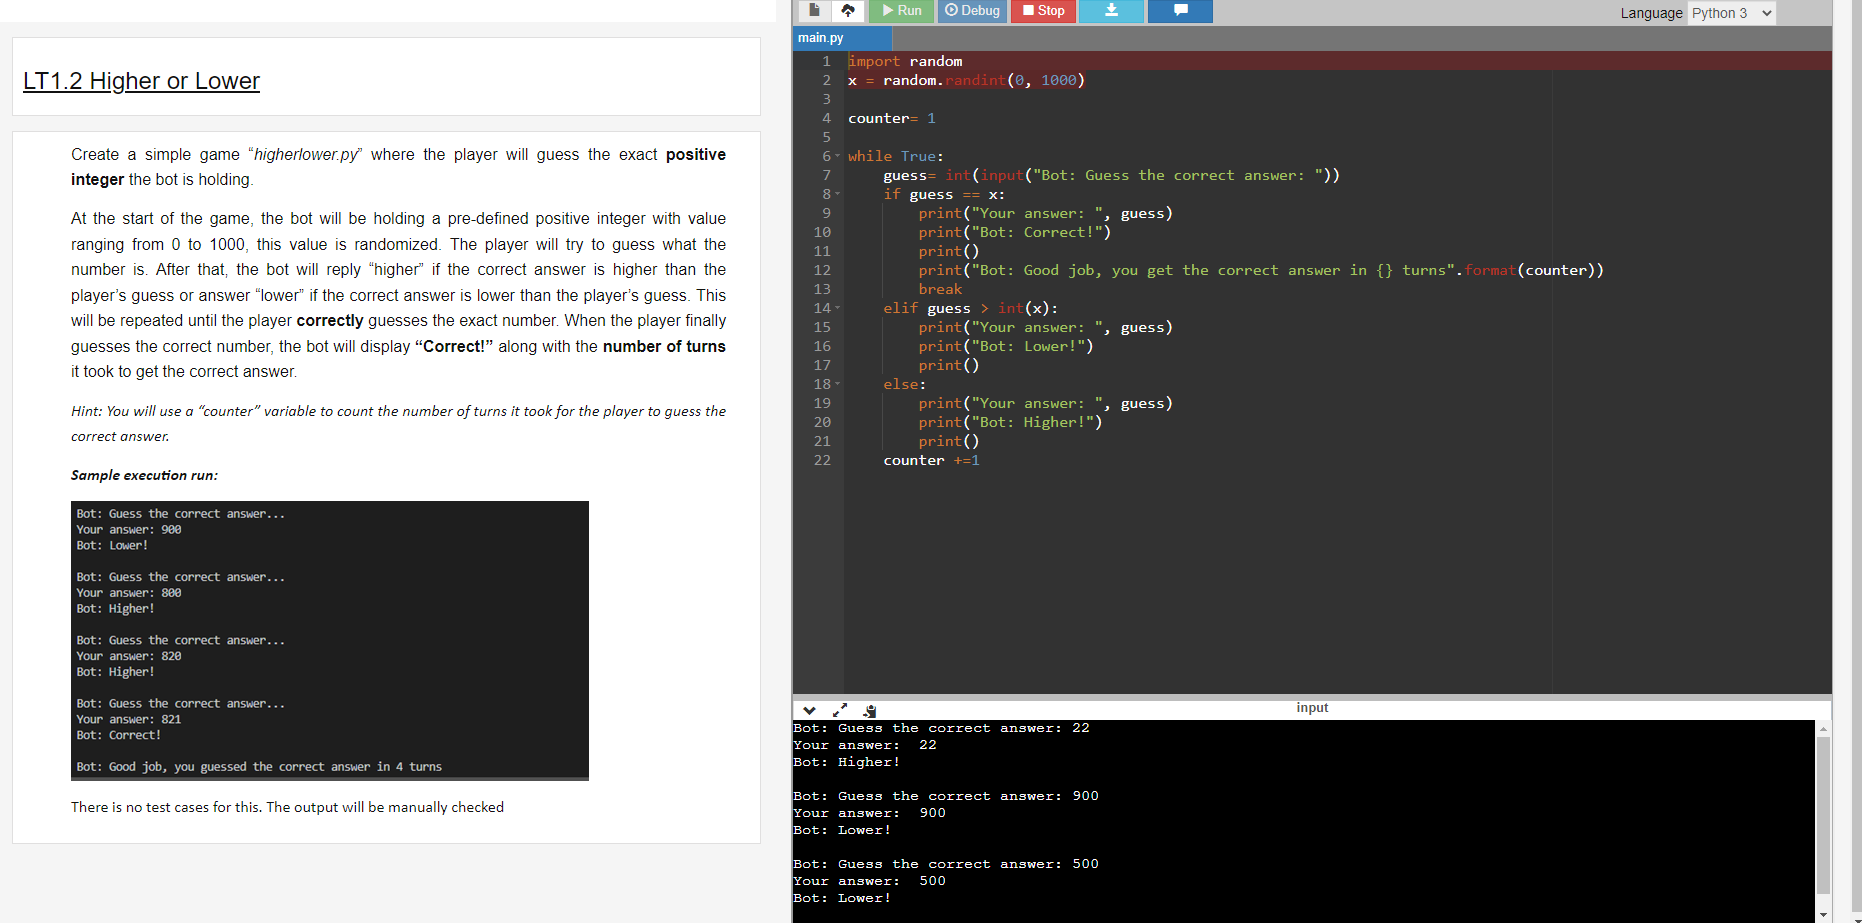 LT1.2 Higher or Lower
Create a simple game “higherlower.py” where the player will guess the exact positive
integer the bot is holding.
At the start of the game, the bot will be holding a pre-defined positive integer with value
ranging from 0 to 1000, this value is randomized. The player will try to guess what the
number is. After that, the bot will reply “higher” if the correct answer is higher than the
player’s guess or answer “lower” if the correct answer is lower than the player’s guess. This
will be repeated until the player correctly guesses the exact number. When the player finally
guesses the correct number, the bot will display “Correct!” along with the number of turns
it took to get the correct answer.
Hint: You will use a “counter” variable to count the number of turns it took for the player to guess the
correct answer.
Sample execution run:
Bot: Guess the correct answer...
Your answer: 900
Bot: Lower!
Bot: Guess the correct answer...
Your answer: 800
Bot: Higher!
Bot: Guess the correct answer...
Your answer: 820
Bot: Higher!
Bot: Guess the correct answer...
Your answer: 821
Bot: Correct!
Bot: Good job, you guessed the correct answer in 4 turns
There is no test cases for this. The output will be manually checked
Run Debug Stop Language Python 3
main.py
1 import random
2 x = random.randint(0, 1000)
3
4 counter= 1
5
6 while True:
7 guess= int(input("Bot: Guess the correct answer: "))
8 if guess == x:
9 print("Your answer: ", guess)
10 print("Bot: Correct!")
11 print()
12 print("Bot: Good job, you get the correct answer in {} turns".format(counter))
13 break
14 elif guess > int(x):
15 print("Your answer: ", guess)
16 print("Bot: Lower!")
17 print()
18 else:
19 print("Your answer: ", guess)
20 print("Bot: Higher!")
21 print()
22 counter +=1
input
Bot: Guess the correct answer: 22
Your answer:  22
Bot: Higher!
Bot: Guess the correct answer: 900
Your answer:  900
Bot: Lower!
Bot: Guess the correct answer: 500
Your answer:  500
Bot: Lower!